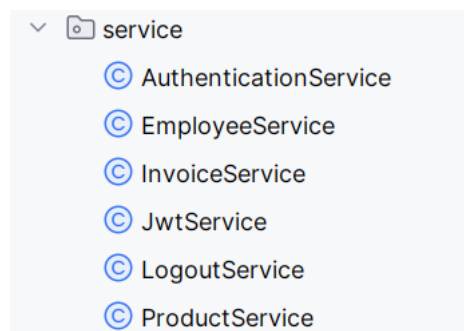 service
C AuthenticationService
C EmployeeService
C InvoiceService
C JwtService
C LogoutService
C ProductService